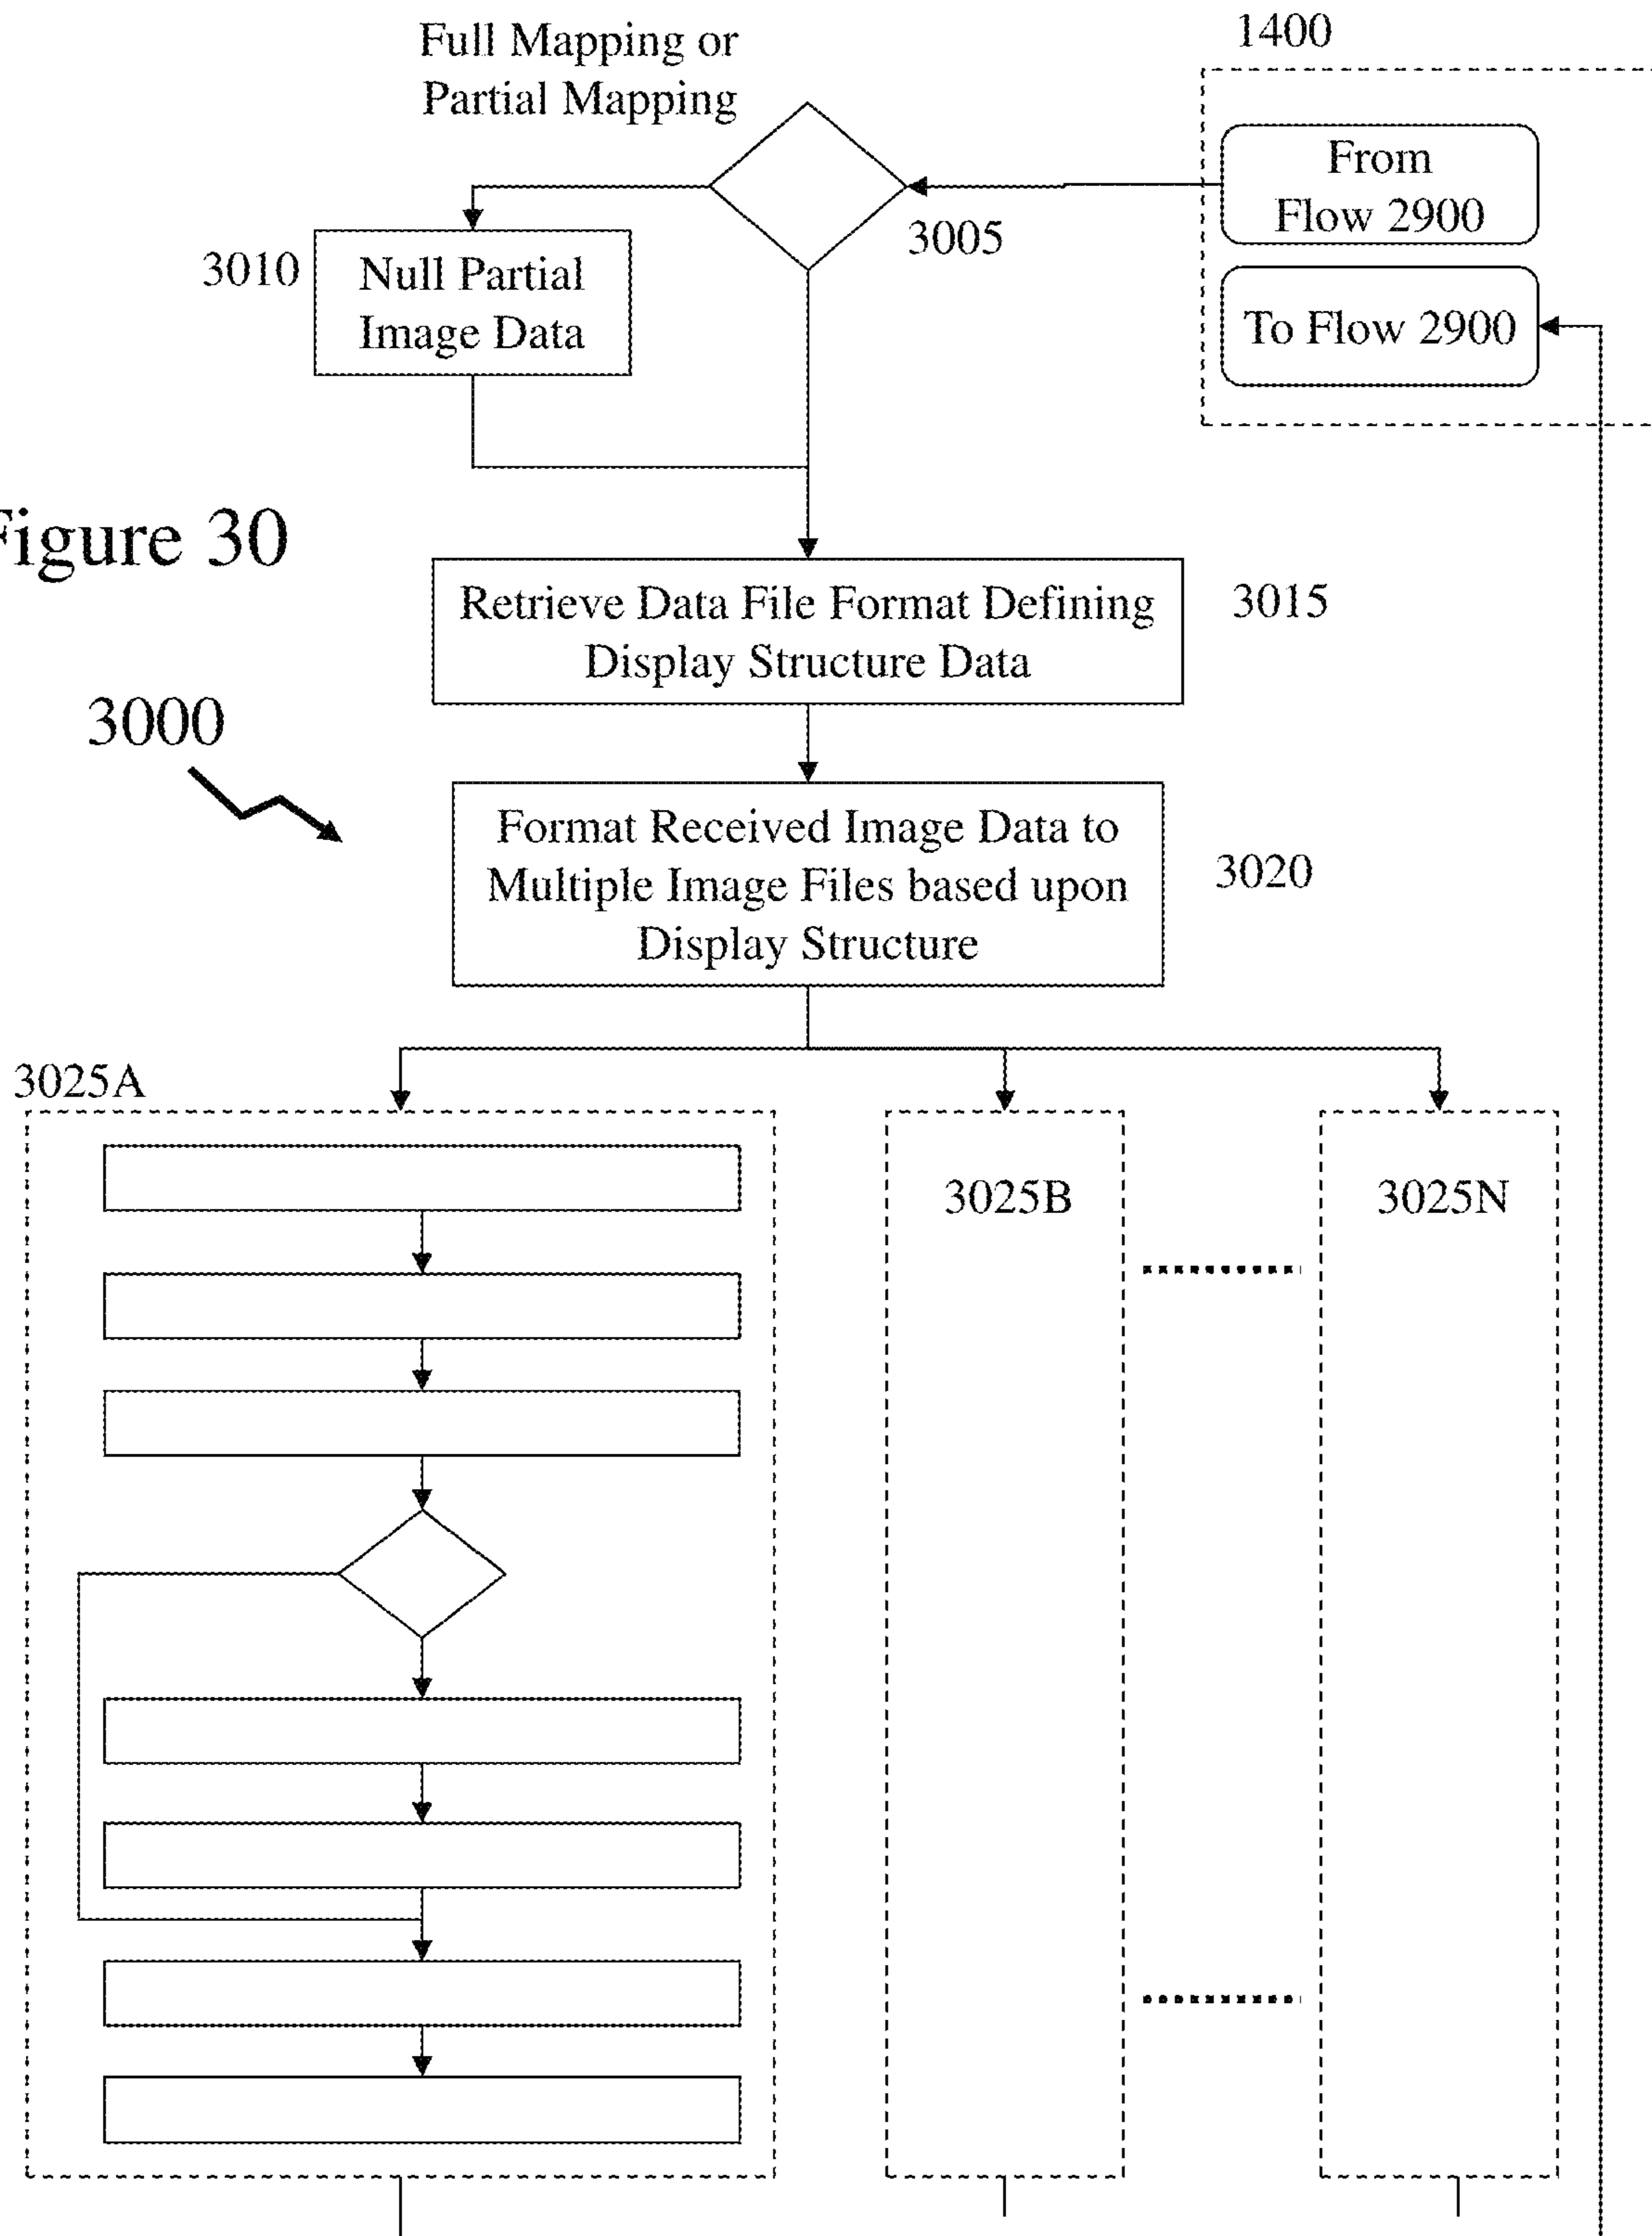 Full Mapping or
Partial Mapping
1400
From
Flow 2900
3005
To Flow 2900
3010
Null Partial
Image Data
Figure 30
Retrieve Data File Format Defining
Display Structure Data
3015
3000
Format Received Image Data to
Multiple Image Files based upon
Display Structure
3020
3025A
3025B
3025N